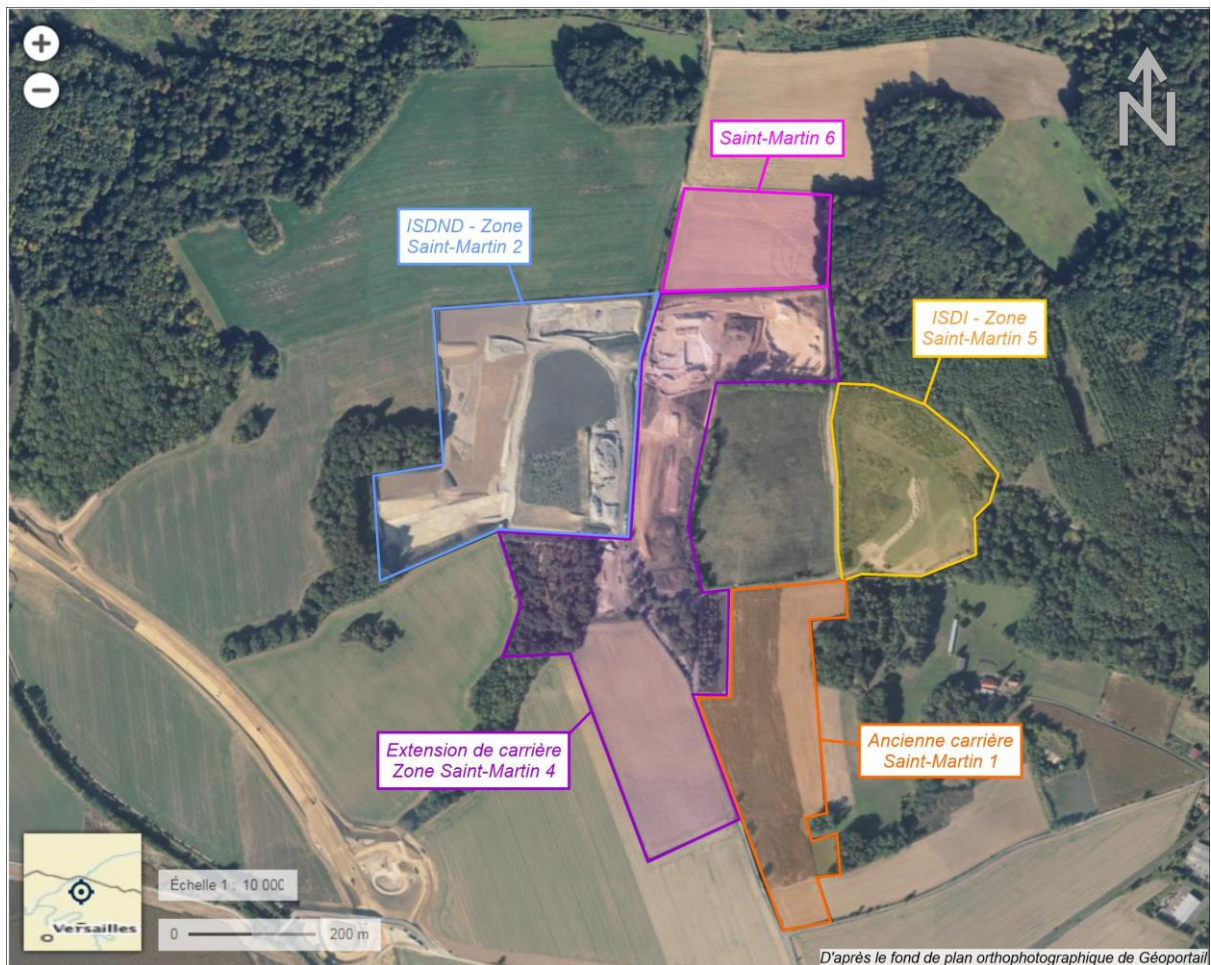 +
−
N
Saint-Martin 6
ISDND - Zone
Saint-Martin 2
ISDI - Zone
Saint-Martin 5
Extension de carrière
Zone Saint-Martin 4
Ancienne carrière
Saint-Martin 1
Versailles
Échelle 1 : 10 000
0 200 m
D'après le fond de plan orthophotographique de Géoportail